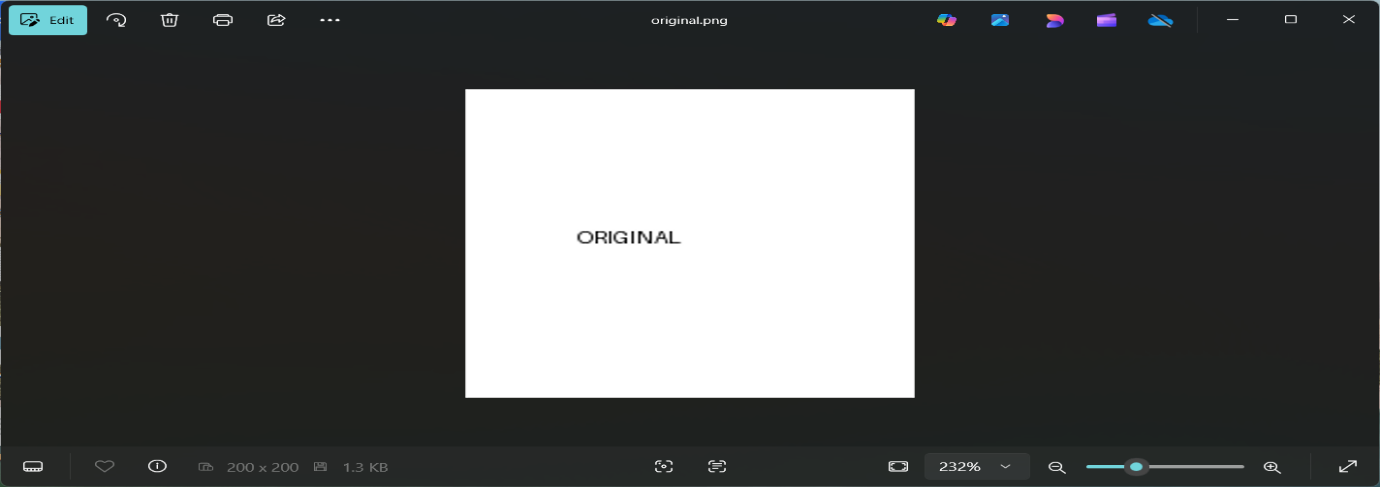 Edit
original.png
ORIGINAL
200 x 200
1.3 KB
232%